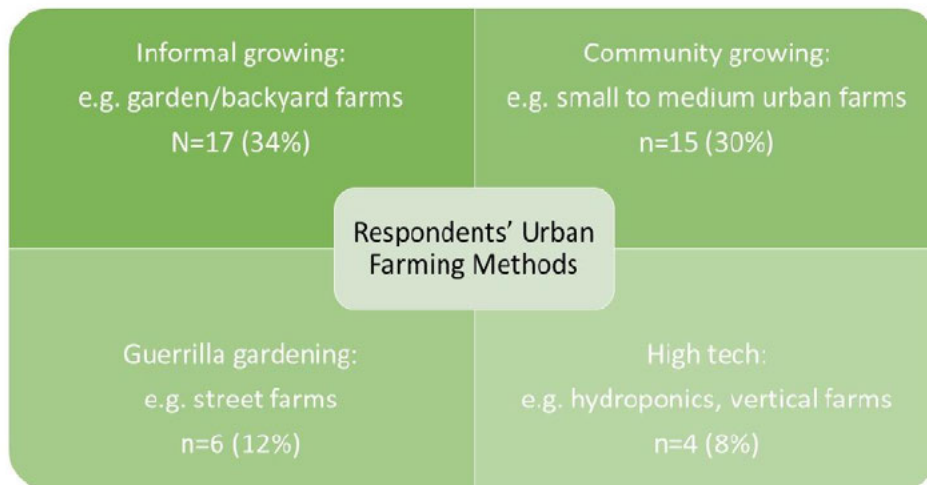 Informal growing:
e.g. garden/backyard farms
N=17 (34%)
Community growing:
e.g. small to medium urban farms
n=15 (30%)
Respondents’ Urban
Farming Methods
Guerrilla gardening:
e.g. street farms
n=6 (12%)
High tech:
e.g. hydroponics, vertical farms
n=4 (8%)